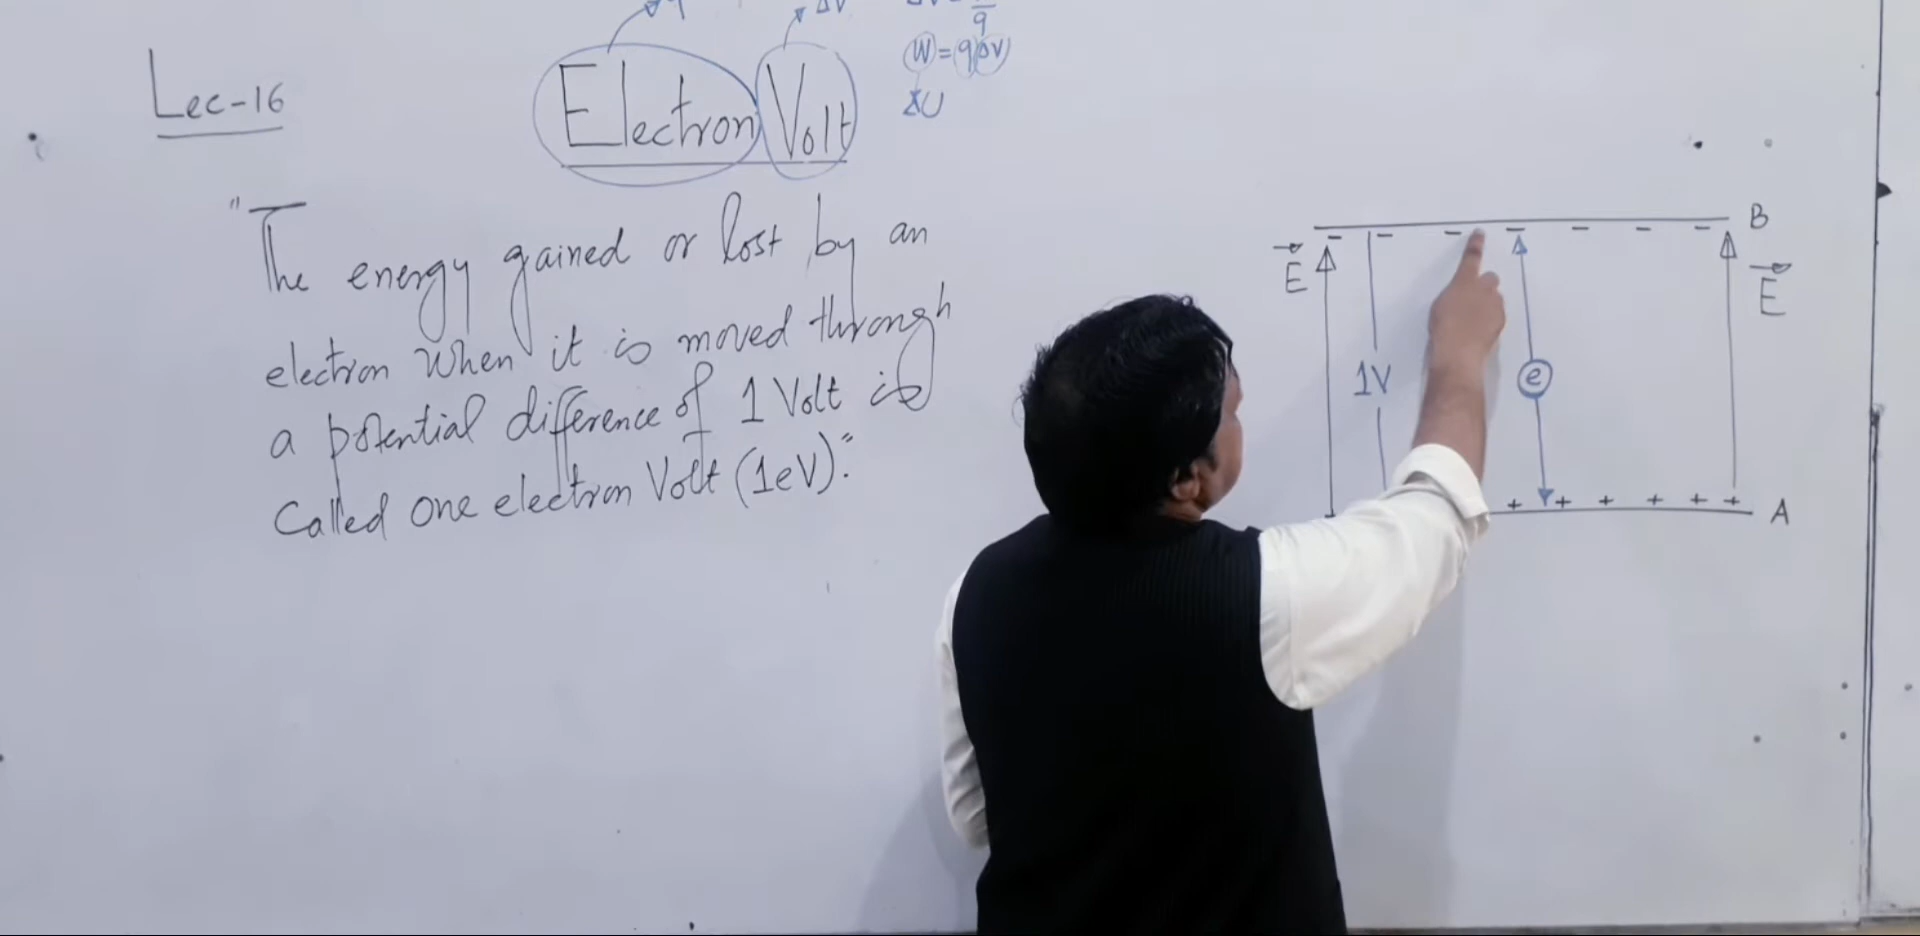 q
ΔV
q
W = qΔV
ΔU
Lec-16
Electron Volt
"The energy gained or lost by an
electron when it is moved through
a potential difference of 1 Volt is
Called one electron Volt (1eV)."
B
- - - - - - -
E
E
1V
e
+ + + + + +
A